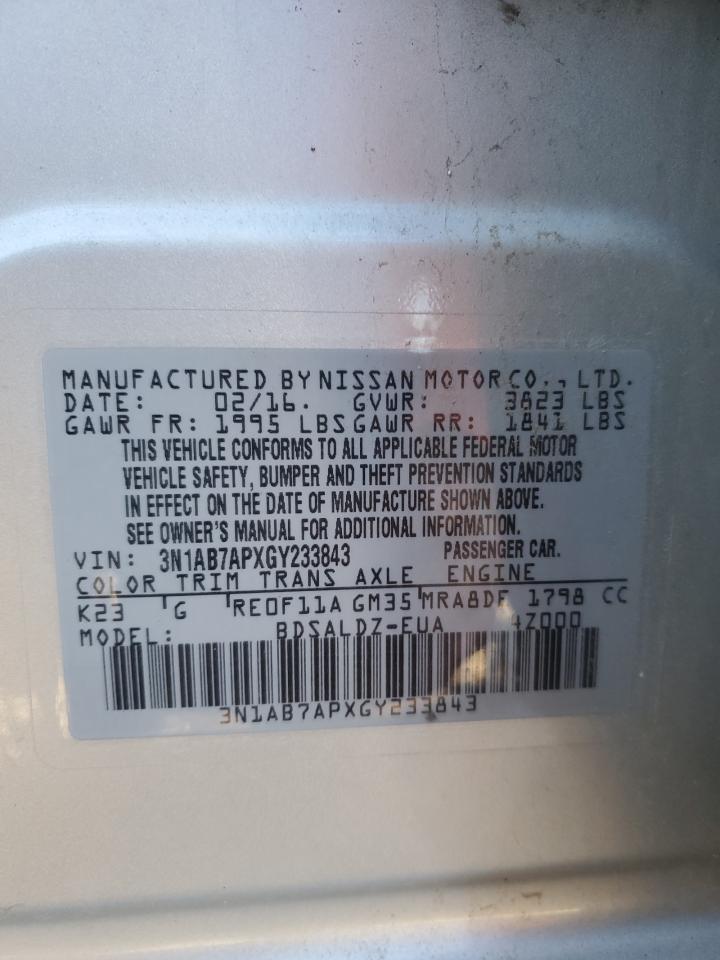 MANUFACTURED BY NISSAN MOTOR CO., LTD.
DATE: 02/16. GVWR: 3823 LBS
GAWR FR: 1995 LBS GAWR RR: 1841 LBS
THIS VEHICLE CONFORMS TO ALL APPLICABLE FEDERAL MOTOR
VEHICLE SAFETY, BUMPER AND THEFT PREVENTION STANDARDS
IN EFFECT ON THE DATE OF MANUFACTURE SHOWN ABOVE.
SEE OWNER'S MANUAL FOR ADDITIONAL INFORMATION.
VIN: 3N1AB7APXGY233843 PASSENGER CAR.
COLOR TRIM TRANS AXLE ENGINE
K23 G RE0F11A GM35 MRA8DE 1798 CC
MODEL: BDSALDZ-EUA 4Z000
3N1AB7APXGY233843